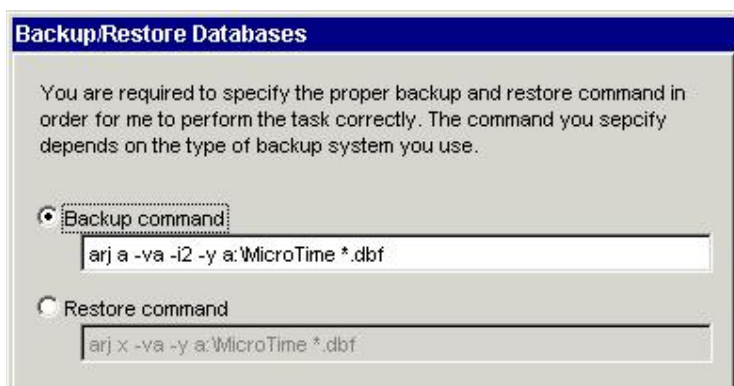 Backup/Restore Databases
You are required to specify the proper backup and restore command in
order for me to perform the task correctly. The command you sepcify
depends on the type of backup system you use.
Backup command
arj a -va -i2 -y a:\MicroTime *.dbf
Restore command
arj x -va -y a:\MicroTime *.dbf